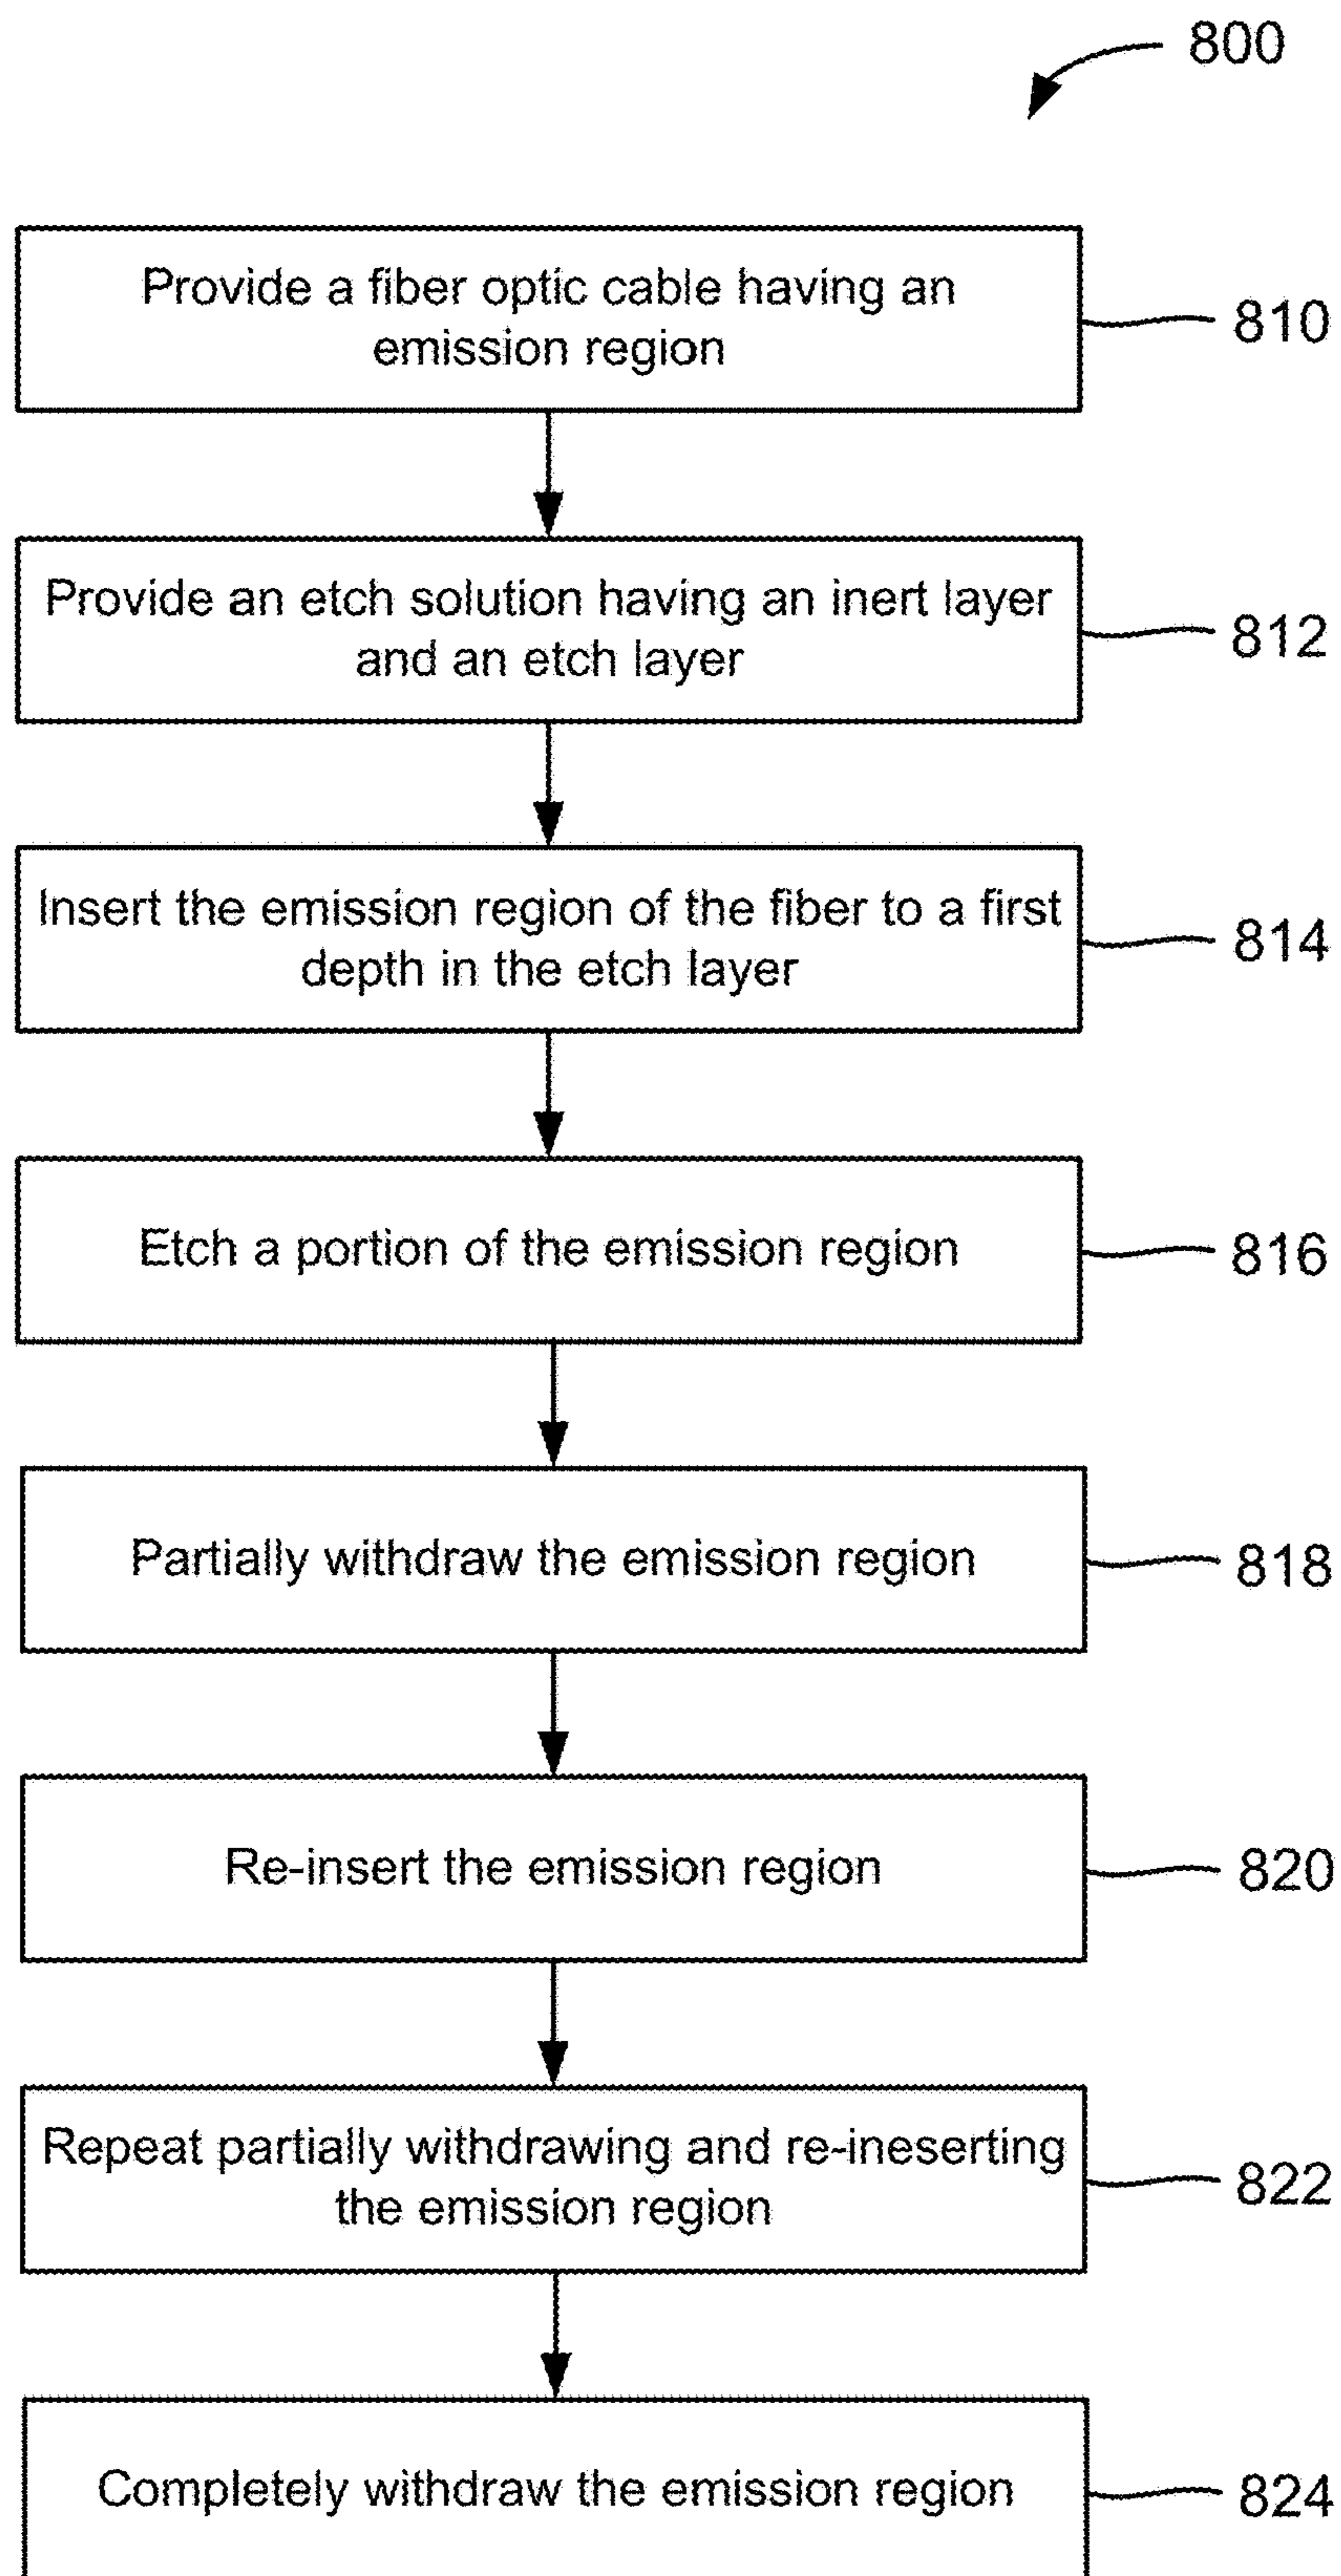 800
Provide a fiber optic cable having an
emission region
810
Provide an etch solution having an inert layer
and an etch layer
812
Insert the emission region of the fiber to a first
depth in the etch layer
814
Etch a portion of the emission region
816
Partially withdraw the emission region
818
Re-insert the emission region
820
Repeat partially withdrawing and re-ineserting
the emission region
822
Completely withdraw the emission region
824